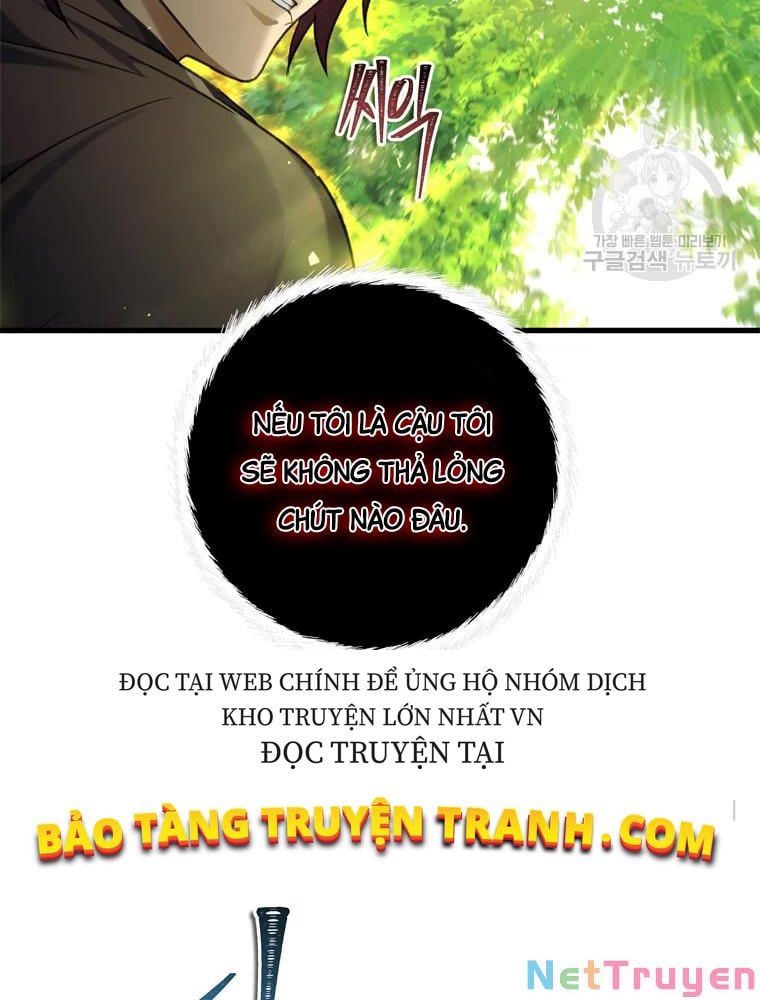 씨익
가장 빠른 웹툰 미리보기
구글검색 뉴토끼
NẾU TÔI LÀ CẬU TÔI
SẼ KHÔNG THẢ LỎNG
CHÚT NÀO ĐÂU.
ĐỌC TẠI WEB CHÍNH ĐỂ ỦNG HỘ NHÓM DỊCH
KHO TRUYỆN LỚN NHẤT VN
ĐỌC TRUYỆN TẠI
BẢO TÀNG TRUYỆN TRANH.COM
NetTruyen